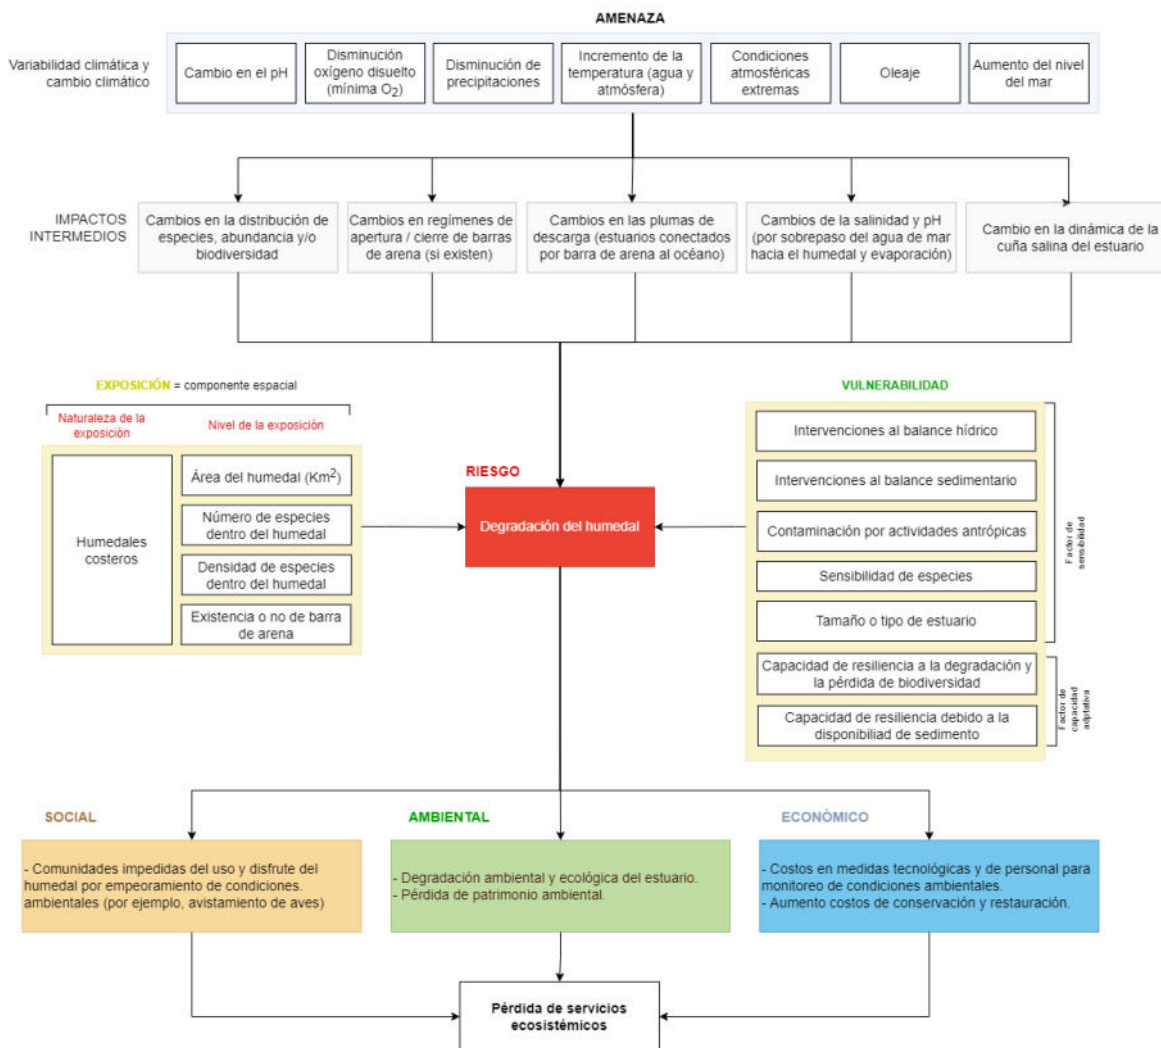 AMENAZA
Variabilidad climática y
cambio climático
Cambio en el pH
Disminución
oxígeno disuelto
(mínima O2)
Disminución de
precipitaciones
Incremento de la
temperatura (agua y
atmósfera)
Condiciones
atmosféricas
extremas
Oleaje
Aumento del nivel
del mar
IMPACTOS
INTERMEDIOS
Cambios en la distribución de
especies, abundancia y/o
biodiversidad
Cambios en regímenes de
apertura / cierre de barras
de arena (si existen)
Cambios en las plumas de
descarga (estuarios conectados
por barra de arena al océano)
Cambios de la salinidad y pH
(por sobrepaso del agua de mar
hacia el humedal y evaporación)
Cambio en la dinámica de la
cuña salina del estuario
EXPOSICIÓN = componente espacial
Naturaleza de la
exposición
Nivel de la exposición
Humedales
costeros
Área del humedal (Km2)
Número de especies
dentro del humedal
Densidad de especies
dentro del humedal
Existencia o no de barra
de arena
RIESGO
Degradación del humedal
VULNERABILIDAD
Intervenciones al balance hídrico
Intervenciones al balance sedimentario
Contaminación por actividades antrópicas
Sensibilidad de especies
Tamaño o tipo de estuario
Factor de
sensibilidad
Capacidad de resiliencia a la degradación y
la pérdida de biodiversidad
Capacidad de resiliencia debido a la
disponibiliad de sedimento
Factor de
capacidad
adptativa
SOCIAL
- Comunidades impedidas del uso y disfrute del
humedal por empeoramiento de condiciones.
ambientales (por ejemplo, avistamiento de aves)
AMBIENTAL
- Degradación ambiental y ecológica del estuario.
- Pérdida de patrimonio ambiental.
ECONÓMICO
- Costos en medidas tecnológicas y de personal para
monitoreo de condiciones ambientales.
- Aumento costos de conservación y restauración.
Pérdida de servicios
ecosistémicos